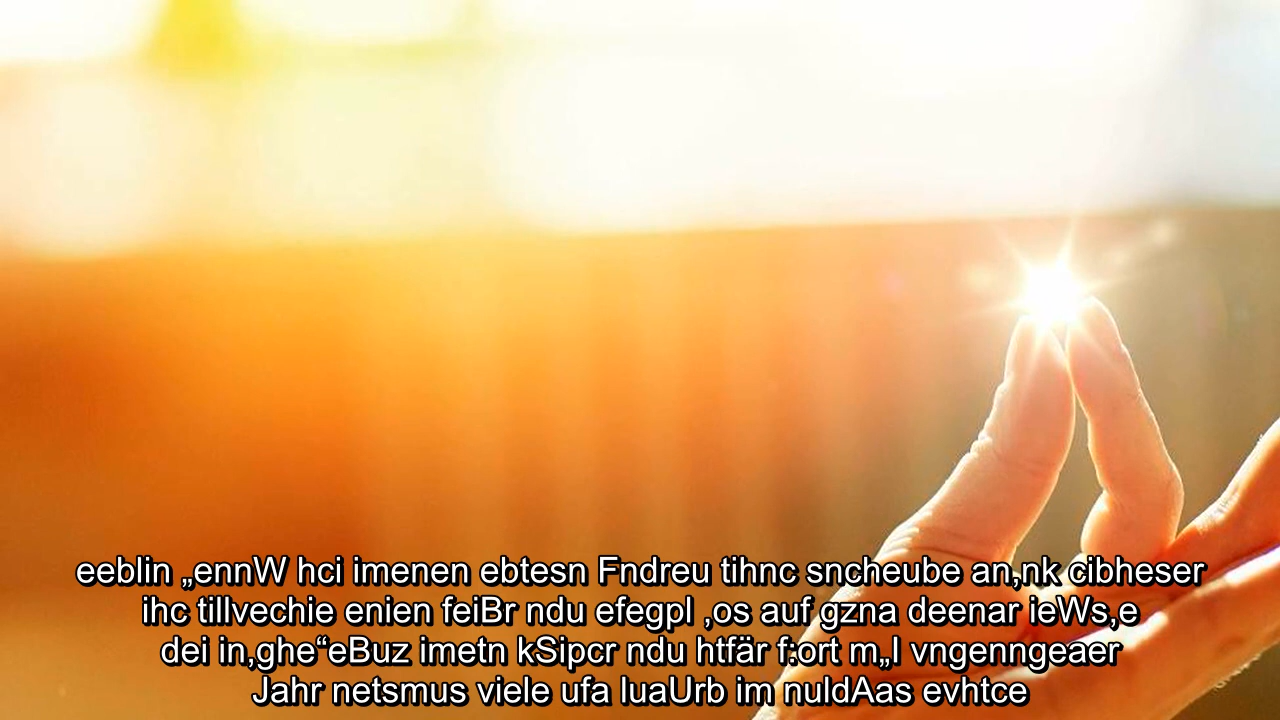 eeblin „ennW hci imenen ebtesn Fndreu tihnc sncheube an,nk cibheser
ihc tillvechie enien feiBr ndu efegpl ,os auf gzna deenar ieWs,e
dei in,ghe“eBuz imetn kSipcr ndu htfär f:ort m„I vngenngeaer
Jahr netsmus viele ufa luaUrb im nuldAas evhtce